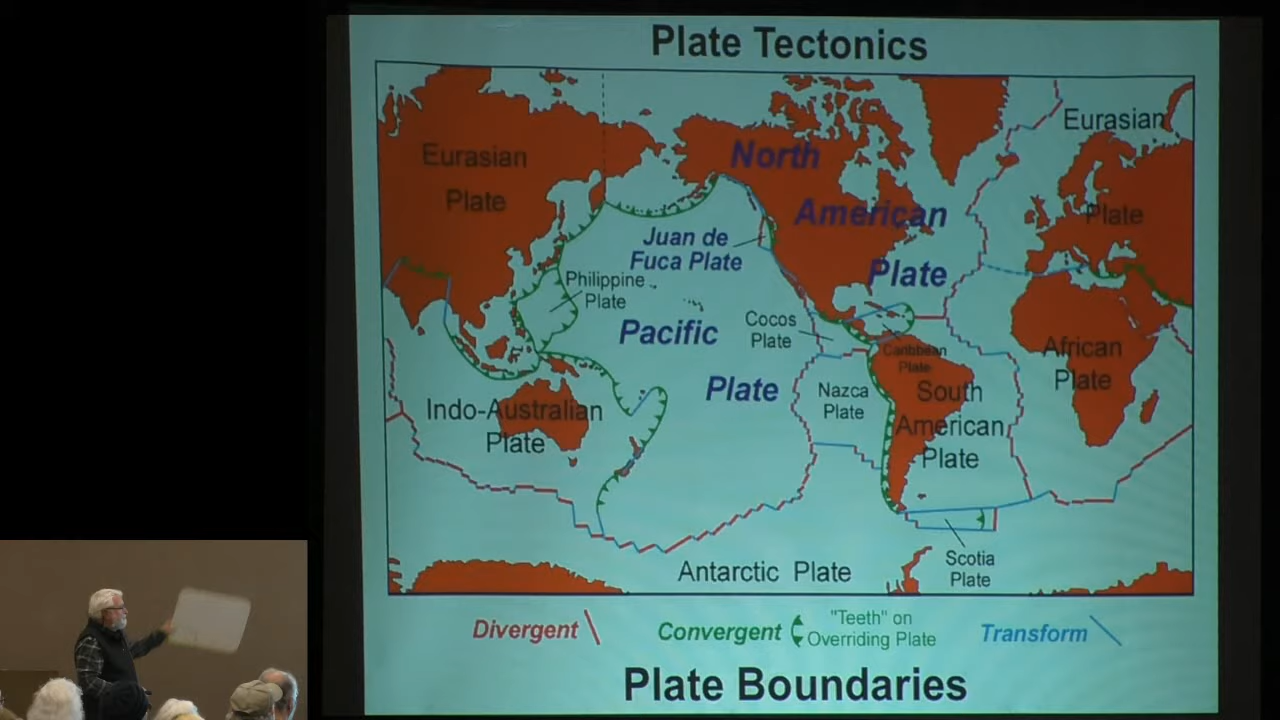 Plate Tectonics
Eurasian
Plate
North
American
Plate
Eurasian
Plate
Juan de
Fuca Plate
Philippine
Plate
Pacific
Plate
Cocos
Plate
Caribbean
Plate
African
Plate
Nazca
Plate
South
American
Plate
Indo-Australian
Plate
Antarctic Plate
Scotia
Plate
Divergent
Convergent
"Teeth" on
Overriding Plate
Transform
Plate Boundaries